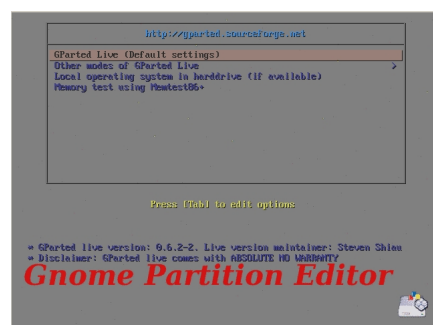 http://gparted.sourceforge.net
GParted Live (Default settings)
Other modes of GParted Live >
Local operating system in harddrive (if available)
Memory test using Memtest86+
Press [Tab] to edit options
* GParted live version: 0.6.2-2. Live version maintainer: Steven Shiau
* Disclaimer: GParted live comes with ABSOLUTE NO WARRANTY
Gnome Partition Editor